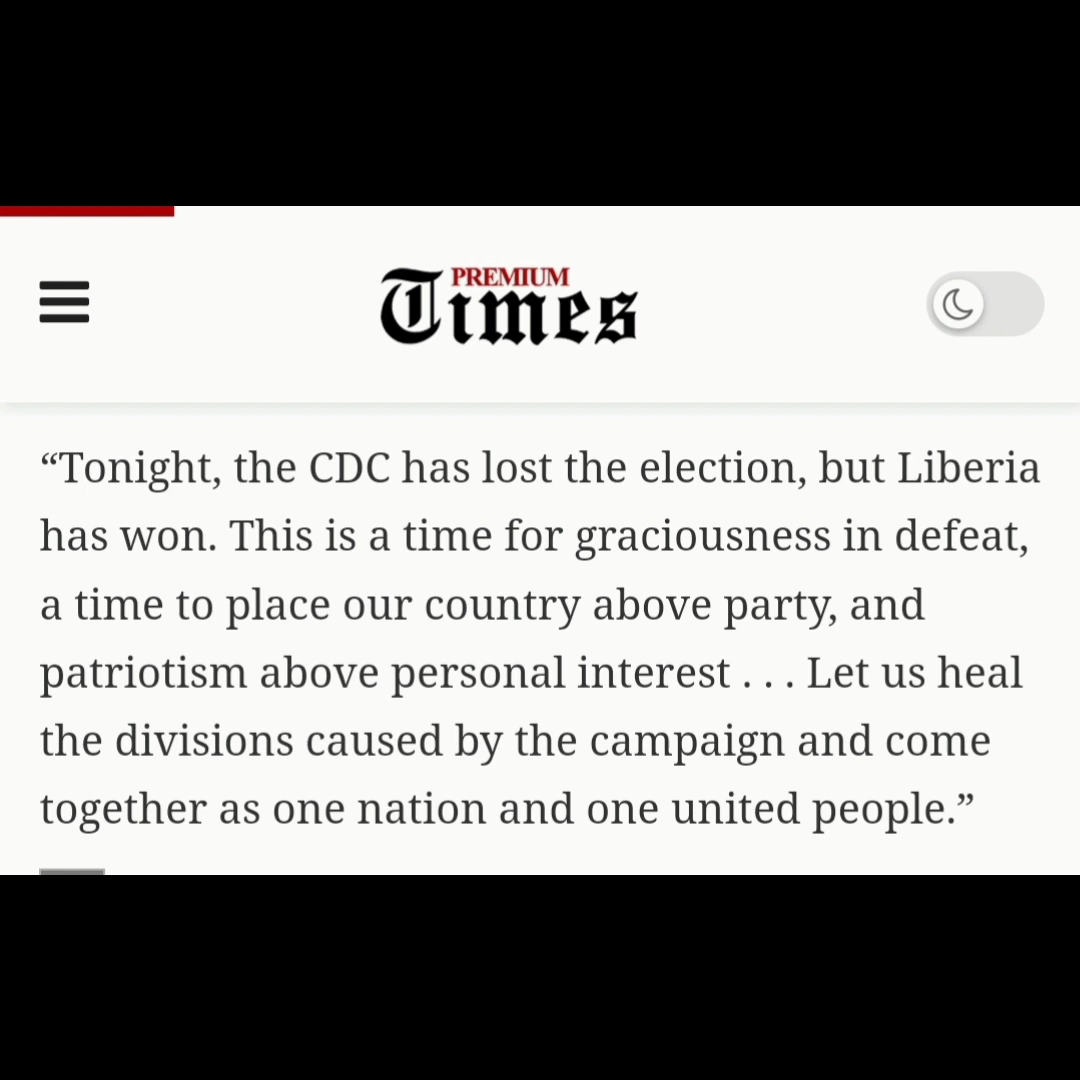 PREMIUM
Times
“Tonight, the CDC has lost the election, but Liberia
has won. This is a time for graciousness in defeat,
a time to place our country above party, and
patriotism above personal interest . . . Let us heal
the divisions caused by the campaign and come
together as one nation and one united people.”